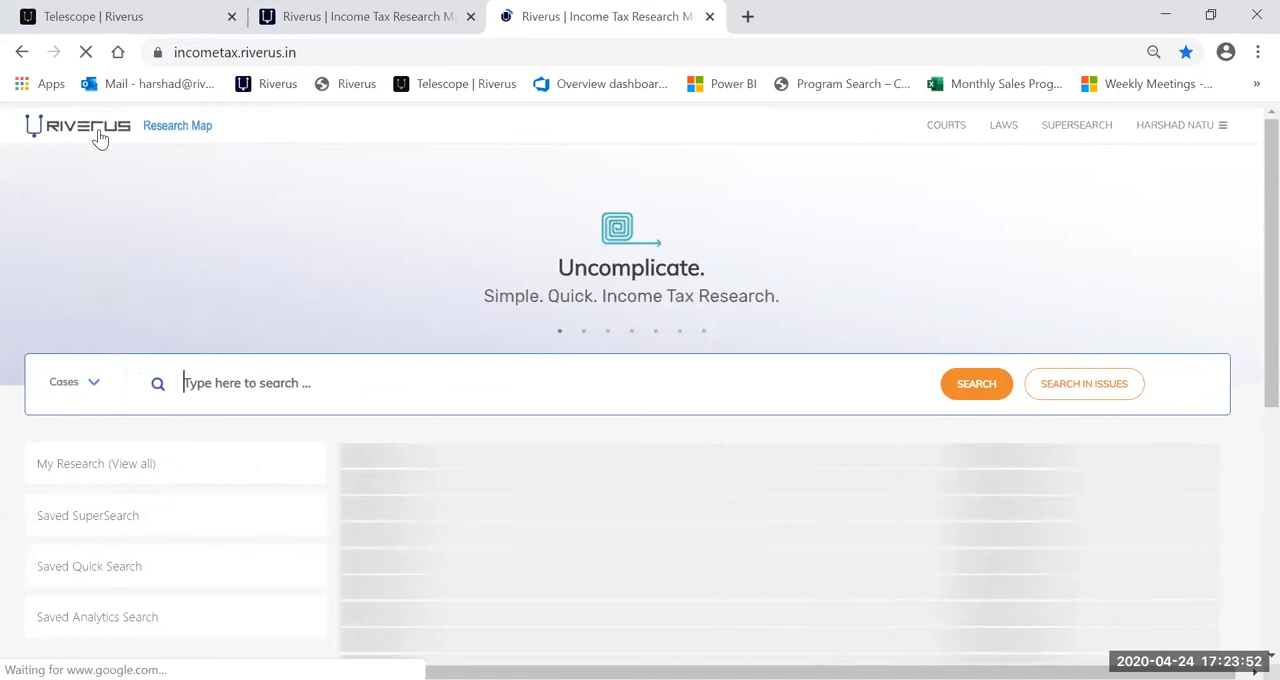 Telescope | Riverus
Riverus | Income Tax Research M
Riverus | Income Tax Research M
incometax.riverus.in
Apps
Mail - harshad@riv...
Riverus
Riverus
Telescope | Riverus
Overview dashboar...
Power BI
Program Search – C...
Monthly Sales Prog...
Weekly Meetings -...
»
RIVERUS
Research Map
COURTS
LAWS
SUPERSEARCH
HARSHAD NATU
Uncomplicate.
Simple. Quick. Income Tax Research.
Cases
Type here to search ...
SEARCH
SEARCH IN ISSUES
My Research (View all)
Saved SuperSearch
Saved Quick Search
Saved Analytics Search
Waiting for www.google.com...
2020-04-24 17:23:52